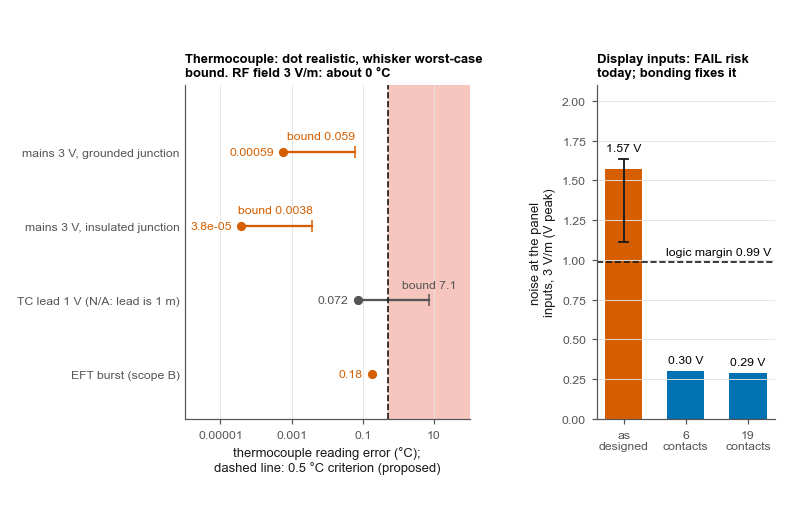 Thermocouple: dot realistic, whisker worst-case
bound. RF field 3 V/m: about 0 °C
mains 3 V, grounded junction
0.00059
bound 0.059
mains 3 V, insulated junction
3.8e-05
bound 0.0038
TC lead 1 V (N/A: lead is 1 m)
0.072
bound 7.1
EFT burst (scope B)
0.18
0.00001
0.001
0.1
10
thermocouple reading error (°C);
dashed line: 0.5 °C criterion (proposed)
Display inputs: FAIL risk
today; bonding fixes it
noise at the panel
inputs, 3 V/m (V peak)
2.00
1.75
1.50
1.25
1.00
0.75
0.50
0.25
0.00
1.57 V
logic margin 0.99 V
0.30 V
0.29 V
as
designed
6
contacts
19
contacts